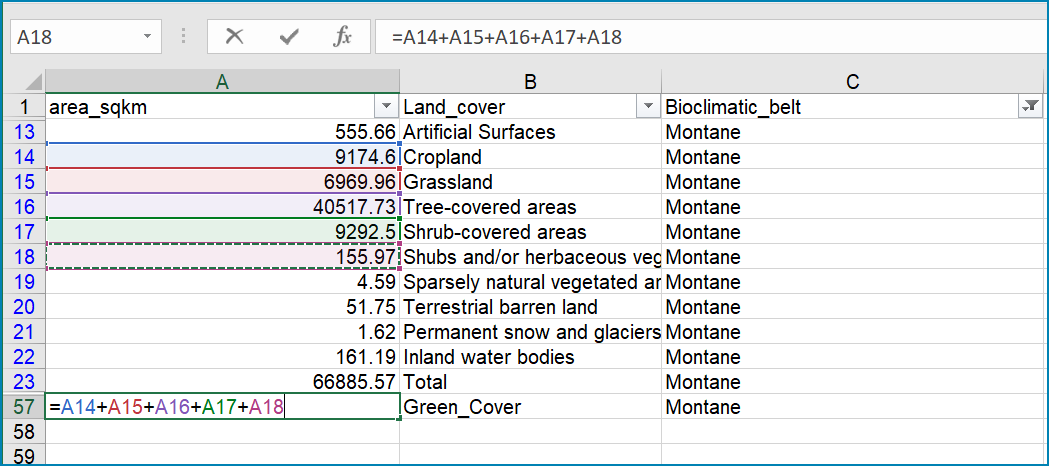 A18 fx =A14+A15+A16+A17+A18
A B C
1 area_sqkm Land_cover Bioclimatic_belt
13 555.66 Artificial Surfaces Montane
14 9174.6 Cropland Montane
15 6969.96 Grassland Montane
16 40517.73 Tree-covered areas Montane
17 9292.5 Shrub-covered areas Montane
18 155.97 Shubs and/or herbaceous veg Montane
19 4.59 Sparsely natural vegetated ar Montane
20 51.75 Terrestrial barren land Montane
21 1.62 Permanent snow and glaciers Montane
22 161.19 Inland water bodies Montane
23 66885.57 Total Montane
57 =A14+A15+A16+A17+A18 Green_Cover Montane
58
59